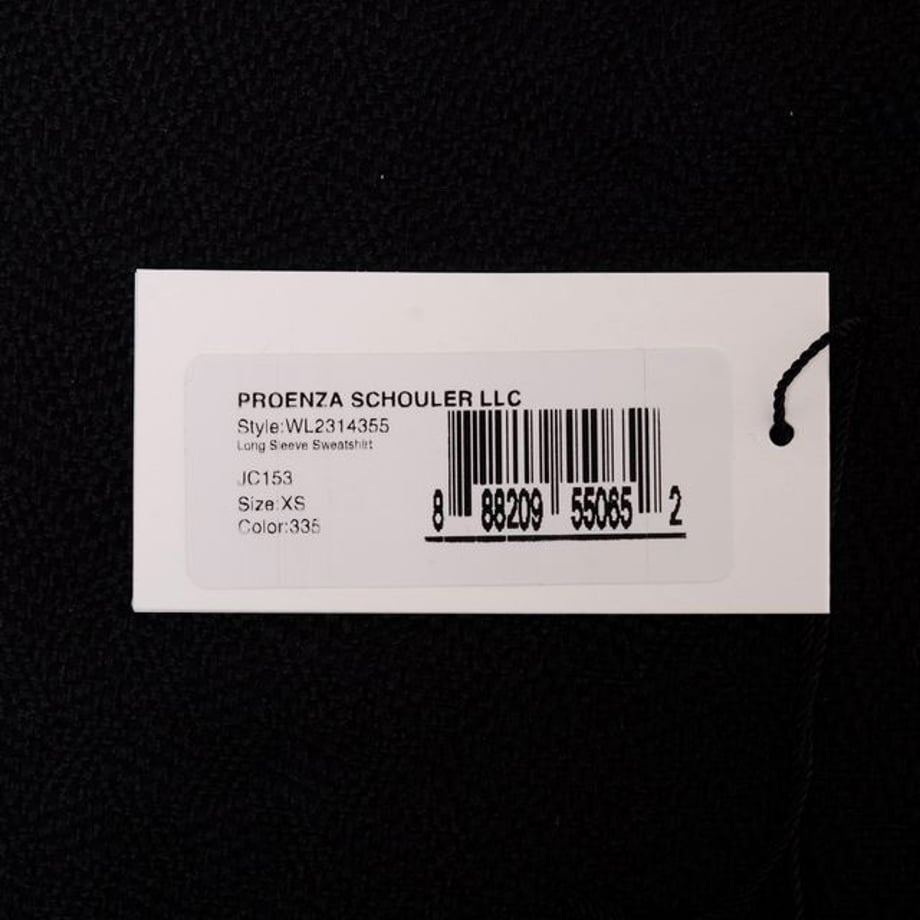 PROENZA SCHOULER LLC
Style:WL2314355
Long Sleeve Sweatshirt
JC153
Size:XS
Color:335
8 88209 55065 2